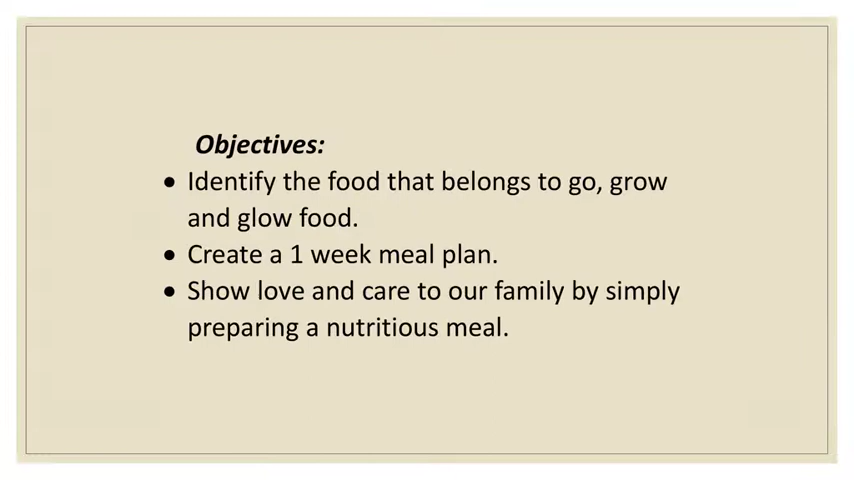 Objectives:
• Identify the food that belongs to go, grow
and glow food.
• Create a 1 week meal plan.
• Show love and care to our family by simply
preparing a nutritious meal.